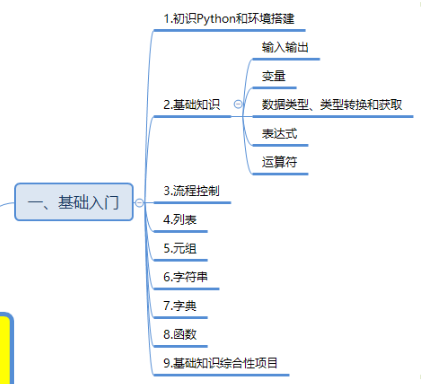 1.初识Python和环境搭建
输入输出
变量
2.基础知识
数据类型、类型转换和获取
表达式
运算符
一、基础入门
3.流程控制
4.列表
5.元组
6.字符串
7.字典
8.函数
9.基础知识综合性项目